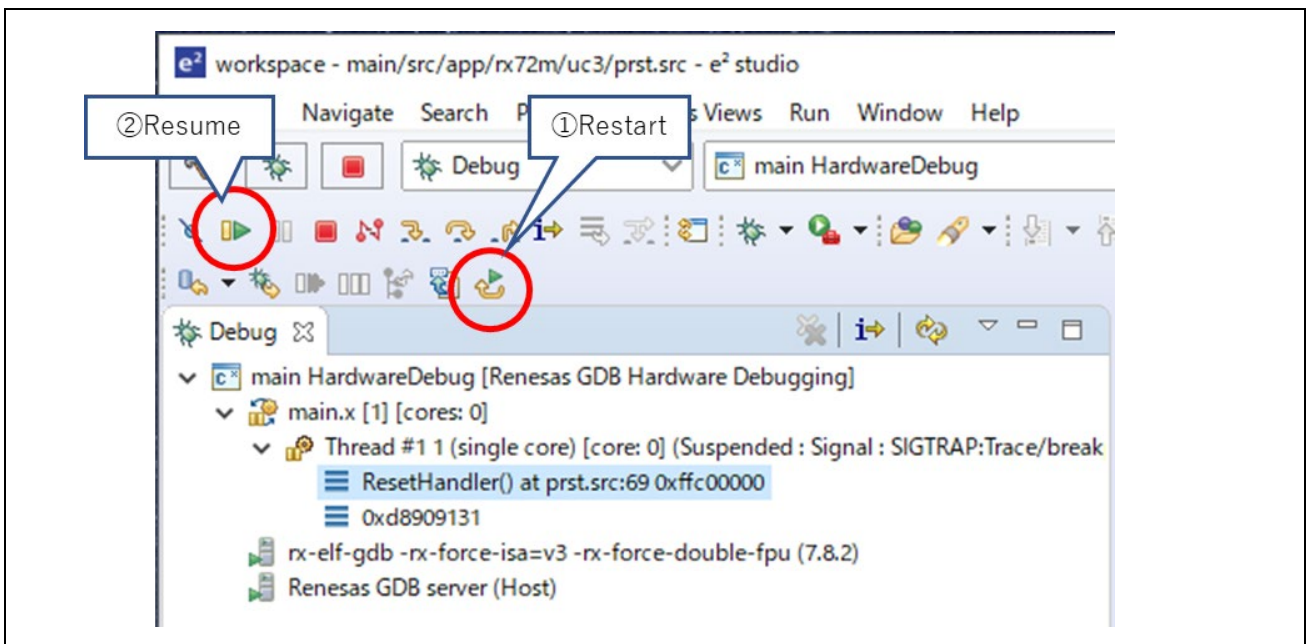 e² workspace - main/src/app/rx72m/uc3/prst.src - e² studio
Navigate Search P s Views Run Window Help
②Resume
①Restart
Debug
c main HardwareDebug
Debug
c main HardwareDebug [Renesas GDB Hardware Debugging]
main.x [1] [cores: 0]
Thread #1 1 (single core) [core: 0] (Suspended : Signal : SIGTRAP:Trace/break
ResetHandler() at prst.src:69 0xffc00000
0xd8909131
rx-elf-gdb -rx-force-isa=v3 -rx-force-double-fpu (7.8.2)
Renesas GDB server (Host)